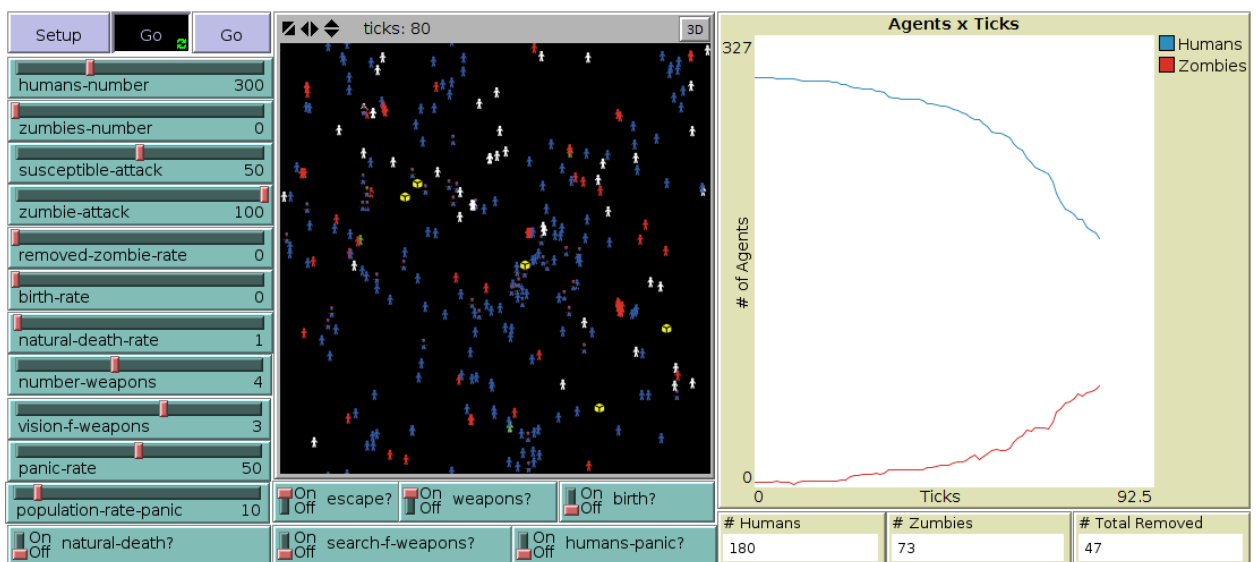 Setup
Go
Go
humans-number 300
zumbies-number 0
susceptible-attack 50
zumbie-attack 100
removed-zombie-rate 0
birth-rate 0
natural-death-rate 1
number-weapons 4
vision-f-weapons 3
panic-rate 50
population-rate-panic 10
On
Off
natural-death?
ticks: 80
3D
On
Off
escape?
On
Off
weapons?
On
Off
birth?
On
Off
search-f-weapons?
On
Off
humans-panic?
Agents x Ticks
327
# of Agents
0
0
Ticks
92.5
Humans
Zombies
# Humans
180
# Zumbies
73
# Total Removed
47